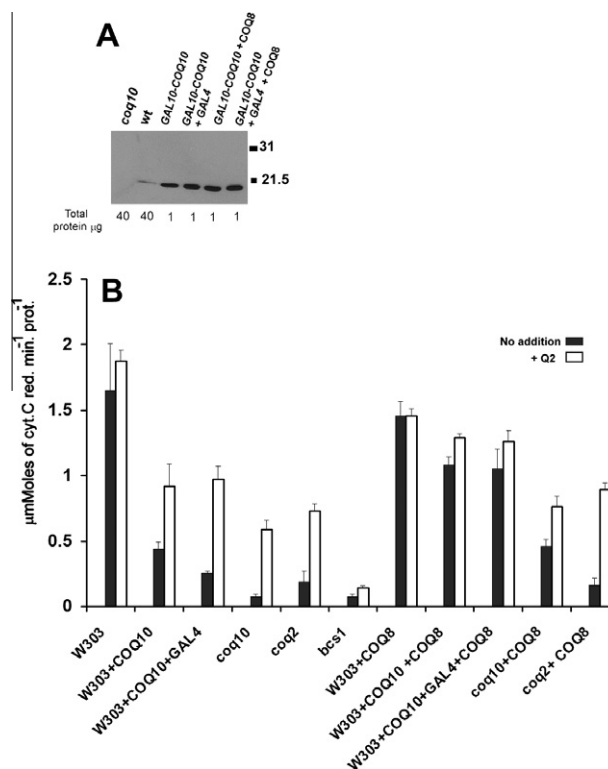 A
coq10
wt
GAL10-COQ10
GAL10-COQ10
+ GAL4
GAL10-COQ10 + COQ8
GAL10-COQ10
+ GAL4 + COQ8
31
21.5
Total
protein µg
40 40 1 1 1 1
B
µmMoles of cyt.C red. min.-1 prot.-1
2.5
2
1.5
1
0.5
0
No addition
+ Q2
W303
W303+COQ10
W303+COQ10+GAL4
coq10
coq2
bcs1
W303+COQ8
W303+COQ10 +COQ8
W303+COQ10+GAL4+COQ8
coq10+COQ8
coq2+ COQ8